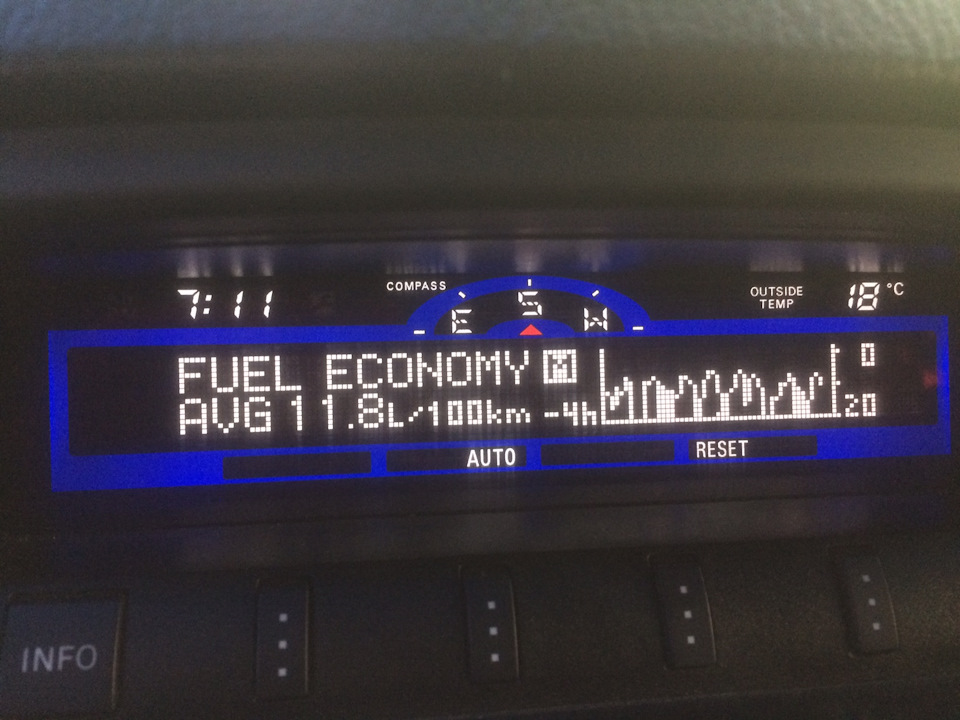 7:11
COMPASS
E S W
OUTSIDE
TEMP
18 °C
FUEL ECONOMY
AVG 11.8L/100km
-4h
0
20
AUTO
RESET
INFO